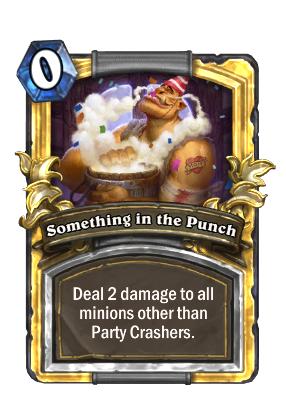 0
Something in the Punch
Deal 2 damage to all
minions other than
Party Crashers.